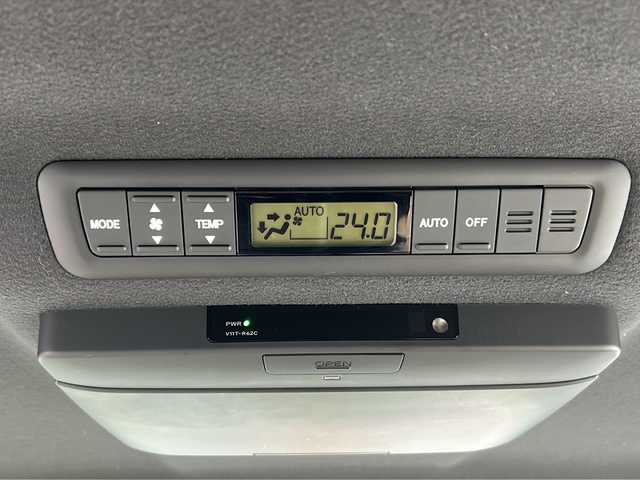 MODE TEMP AUTO 24.0 AUTO OFF
PWR
V11T-R62C
OPEN